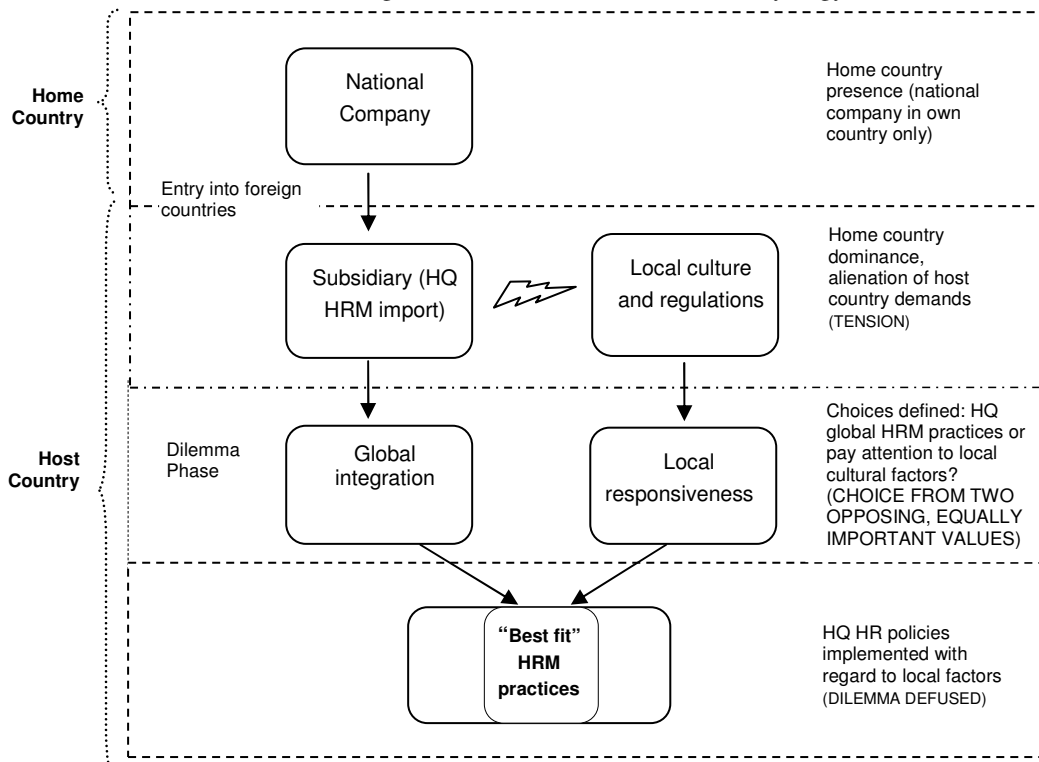 Home
Country
National
Company
Home country
presence (national
company in own
country only)
Entry into foreign
countries
Subsidiary (HQ
HRM import)
Local culture
and regulations
Home country
dominance,
alienation of host
country demands
(TENSION)
Host
Country
Dilemma
Phase
Global
integration
Local
responsiveness
Choices defined: HQ
global HRM practices or
pay attention to local
cultural factors?
(CHOICE FROM TWO
OPPOSING, EQUALLY
IMPORTANT VALUES)
“Best fit”
HRM
practices
HQ HR policies
implemented with
regard to local factors
(DILEMMA DEFUSED)